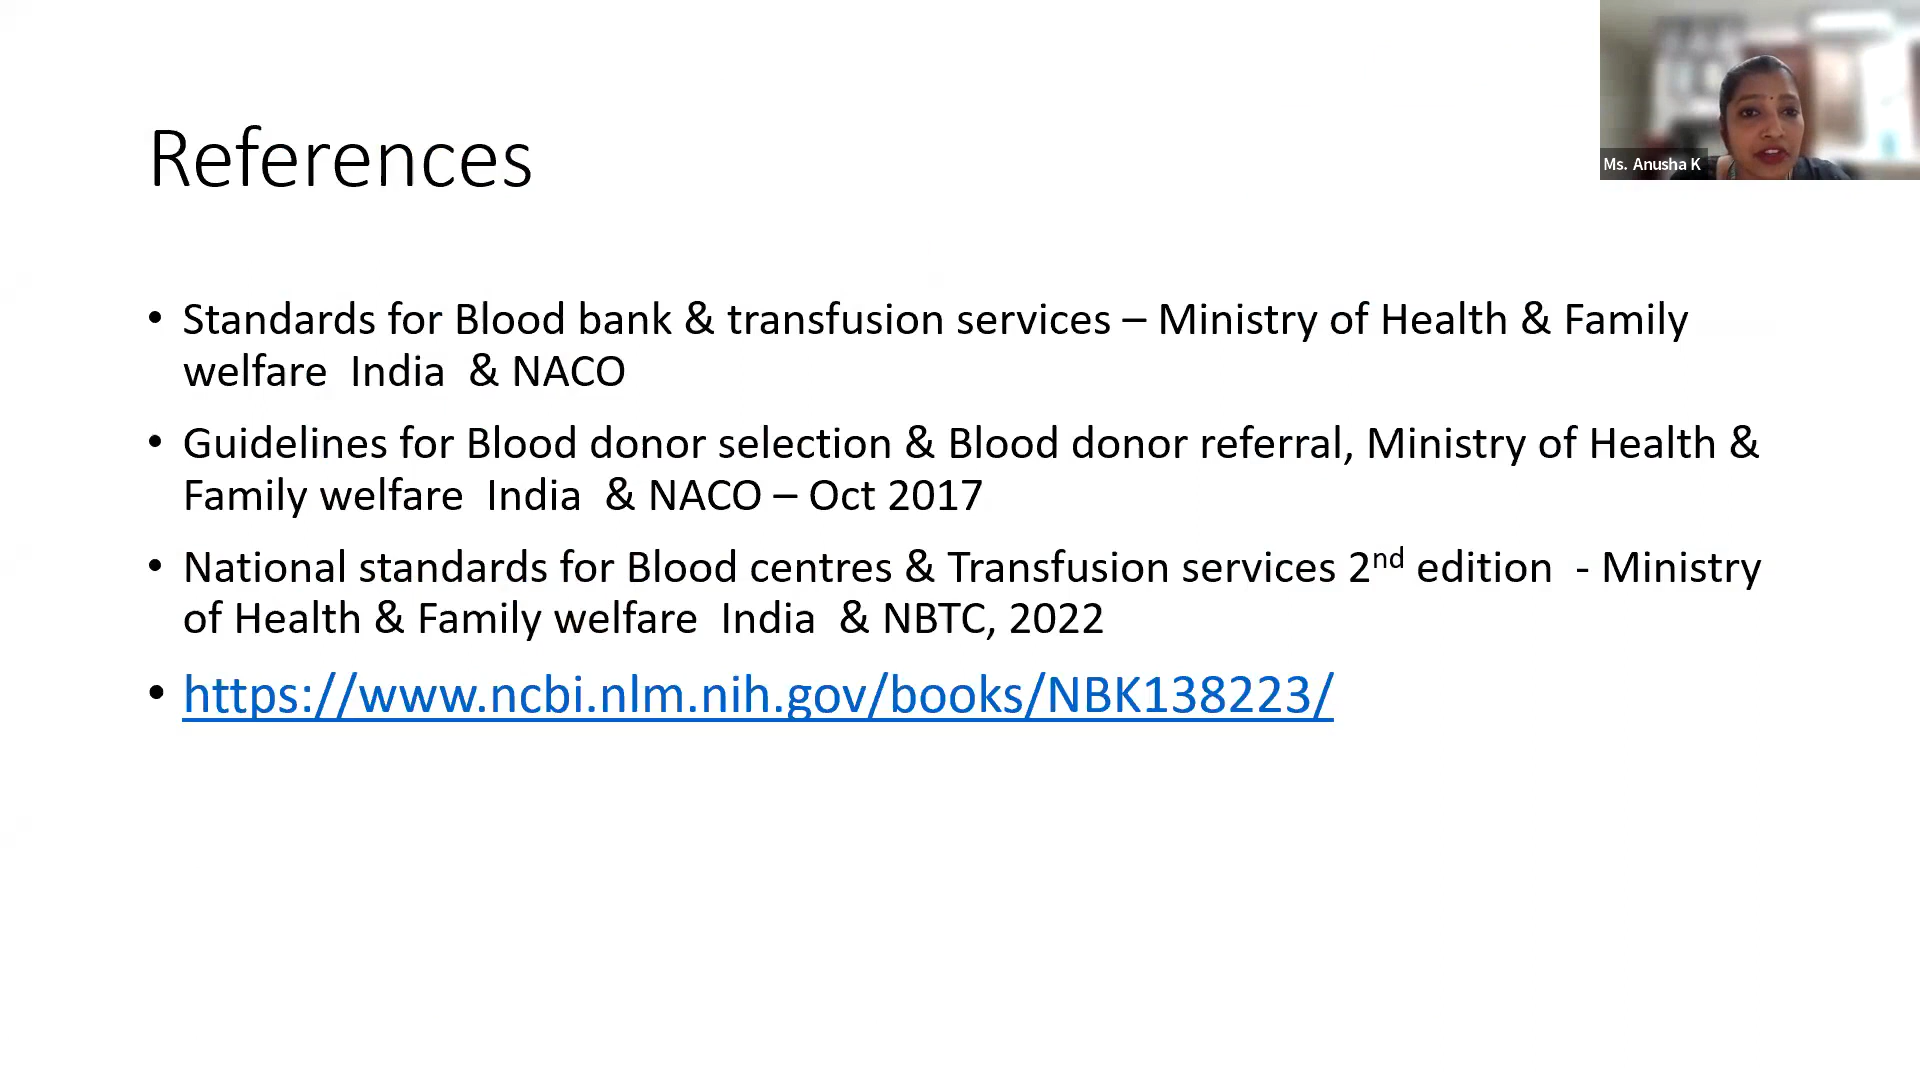 References
Ms. Anusha K
• Standards for Blood bank & transfusion services – Ministry of Health & Family
welfare  India  & NACO
• Guidelines for Blood donor selection & Blood donor referral, Ministry of Health &
Family welfare  India  & NACO – Oct 2017
• National standards for Blood centres & Transfusion services 2nd edition  - Ministry
of Health & Family welfare  India  & NBTC, 2022
• https://www.ncbi.nlm.nih.gov/books/NBK138223/